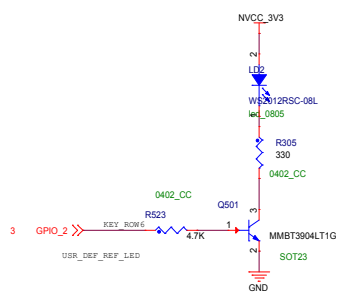 NVCC_3V3
2
LD2
WS2012RSC-08L
led_0805
R305
330
0402_CC
0402_CC
Q501
3
R523
3
GPIO_2
KEY_ROW6
1
4.7K
MMBT3904LT1G
USR_DEF_REF_LED
2
SOT23
GND